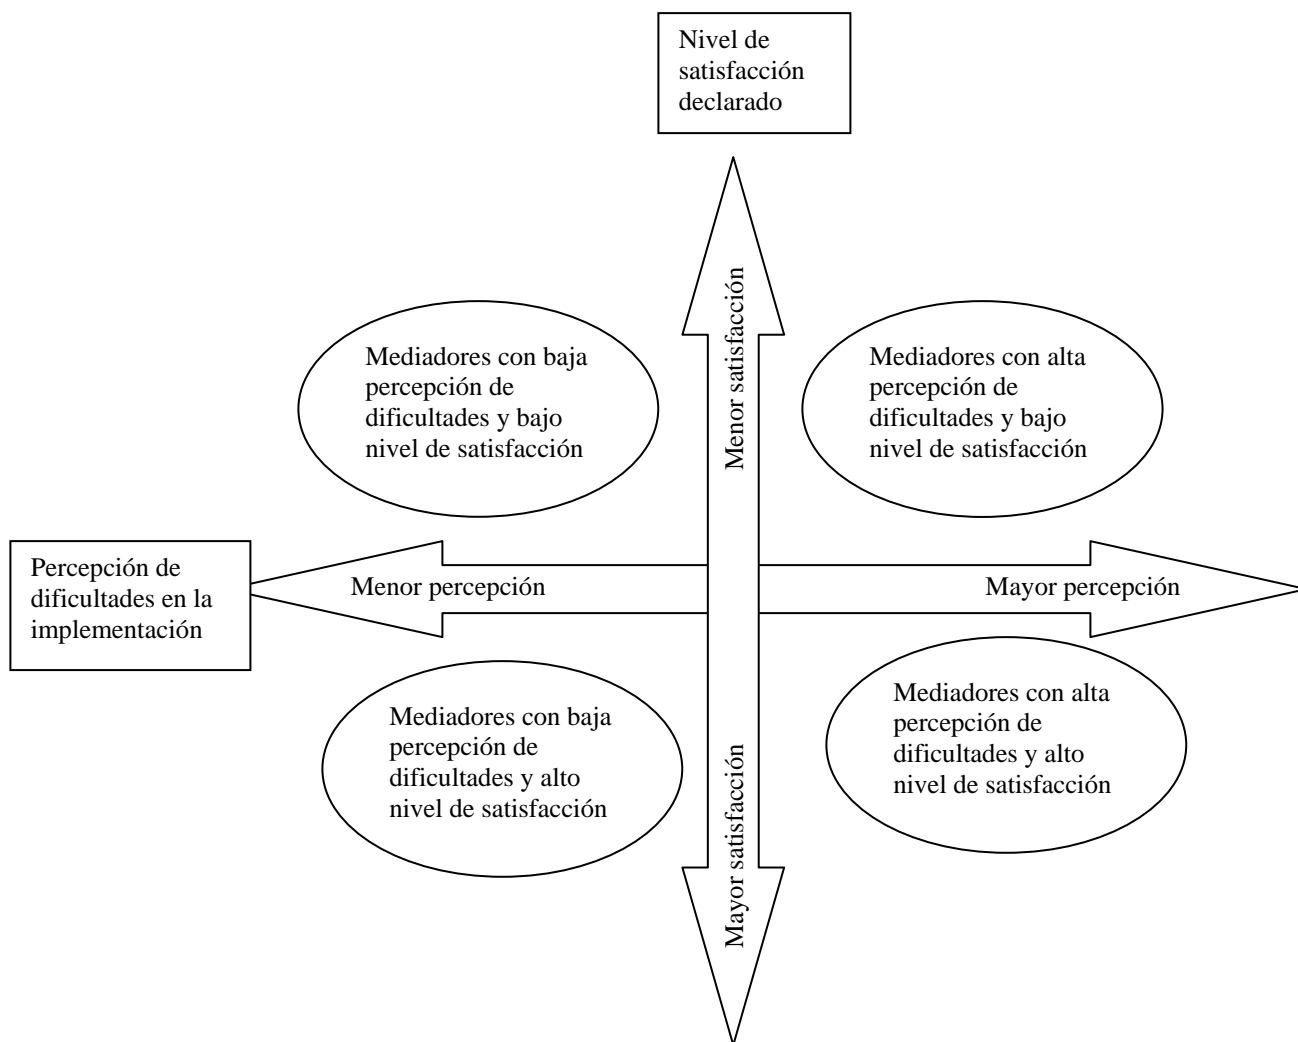 Nivel de
satisfacción
declarado
Menor satisfacción
Mediadores con baja
percepción de
dificultades y bajo
nivel de satisfacción
Mediadores con alta
percepción de
dificultades y bajo
nivel de satisfacción
Percepción de
dificultades en la
implementación
Menor percepción
Mayor percepción
Mediadores con baja
percepción de
dificultades y alto
nivel de satisfacción
Mayor satisfacción
Mediadores con alta
percepción de
dificultades y alto
nivel de satisfacción